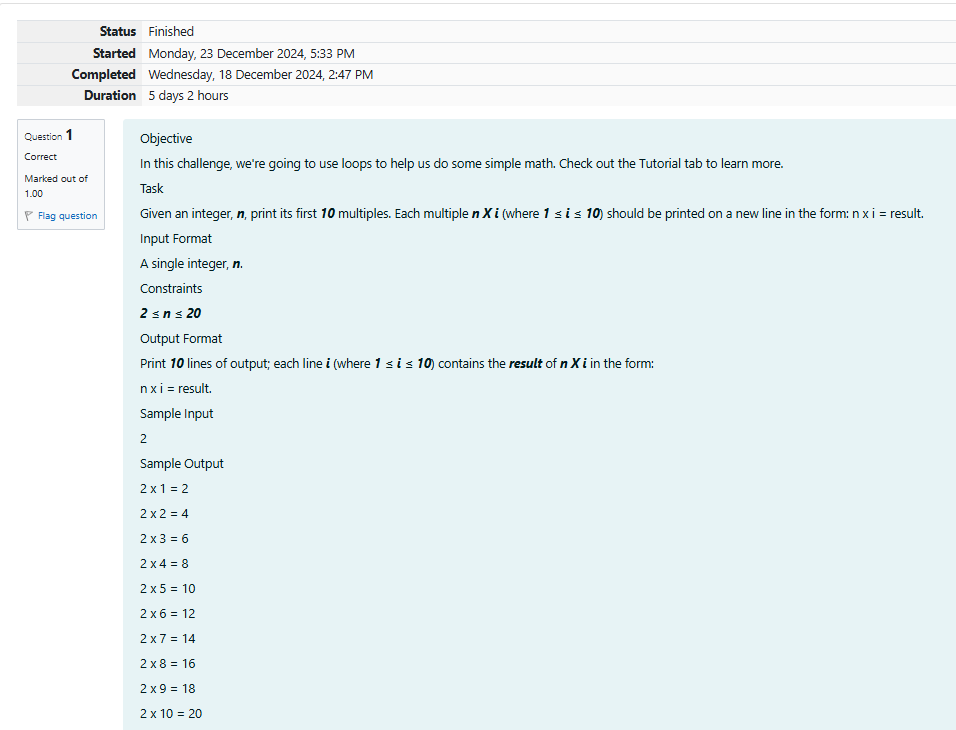 Status Finished
Started Monday, 23 December 2024, 5:33 PM
Completed Wednesday, 18 December 2024, 2:47 PM
Duration 5 days 2 hours
Question 1
Correct
Marked out of
1.00
Flag question
Objective
In this challenge, we're going to use loops to help us do some simple math. Check out the Tutorial tab to learn more.
Task
Given an integer, n, print its first 10 multiples. Each multiple n X i (where 1 ≤ i ≤ 10) should be printed on a new line in the form: n x i = result.
Input Format
A single integer, n.
Constraints
2 ≤ n ≤ 20
Output Format
Print 10 lines of output; each line i (where 1 ≤ i ≤ 10) contains the result of n X i in the form:
n x i = result.
Sample Input
2
Sample Output
2 x 1 = 2
2 x 2 = 4
2 x 3 = 6
2 x 4 = 8
2 x 5 = 10
2 x 6 = 12
2 x 7 = 14
2 x 8 = 16
2 x 9 = 18
2 x 10 = 20